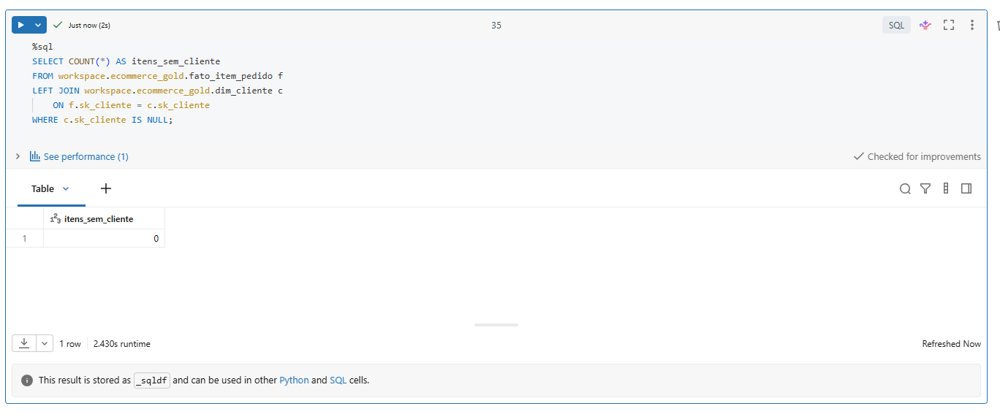 Just now (2s)
35
SQL
%sql
SELECT COUNT(*) AS itens_sem_cliente
FROM workspace.ecommerce_gold.fato_item_pedido f
LEFT JOIN workspace.ecommerce_gold.dim_cliente c
ON f.sk_cliente = c.sk_cliente
WHERE c.sk_cliente IS NULL;
See performance (1)
Checked for improvements
Table
itens_sem_cliente
1 0
1 row 2.430s runtime
Refreshed Now
This result is stored as _sqldf and can be used in other Python and SQL cells.